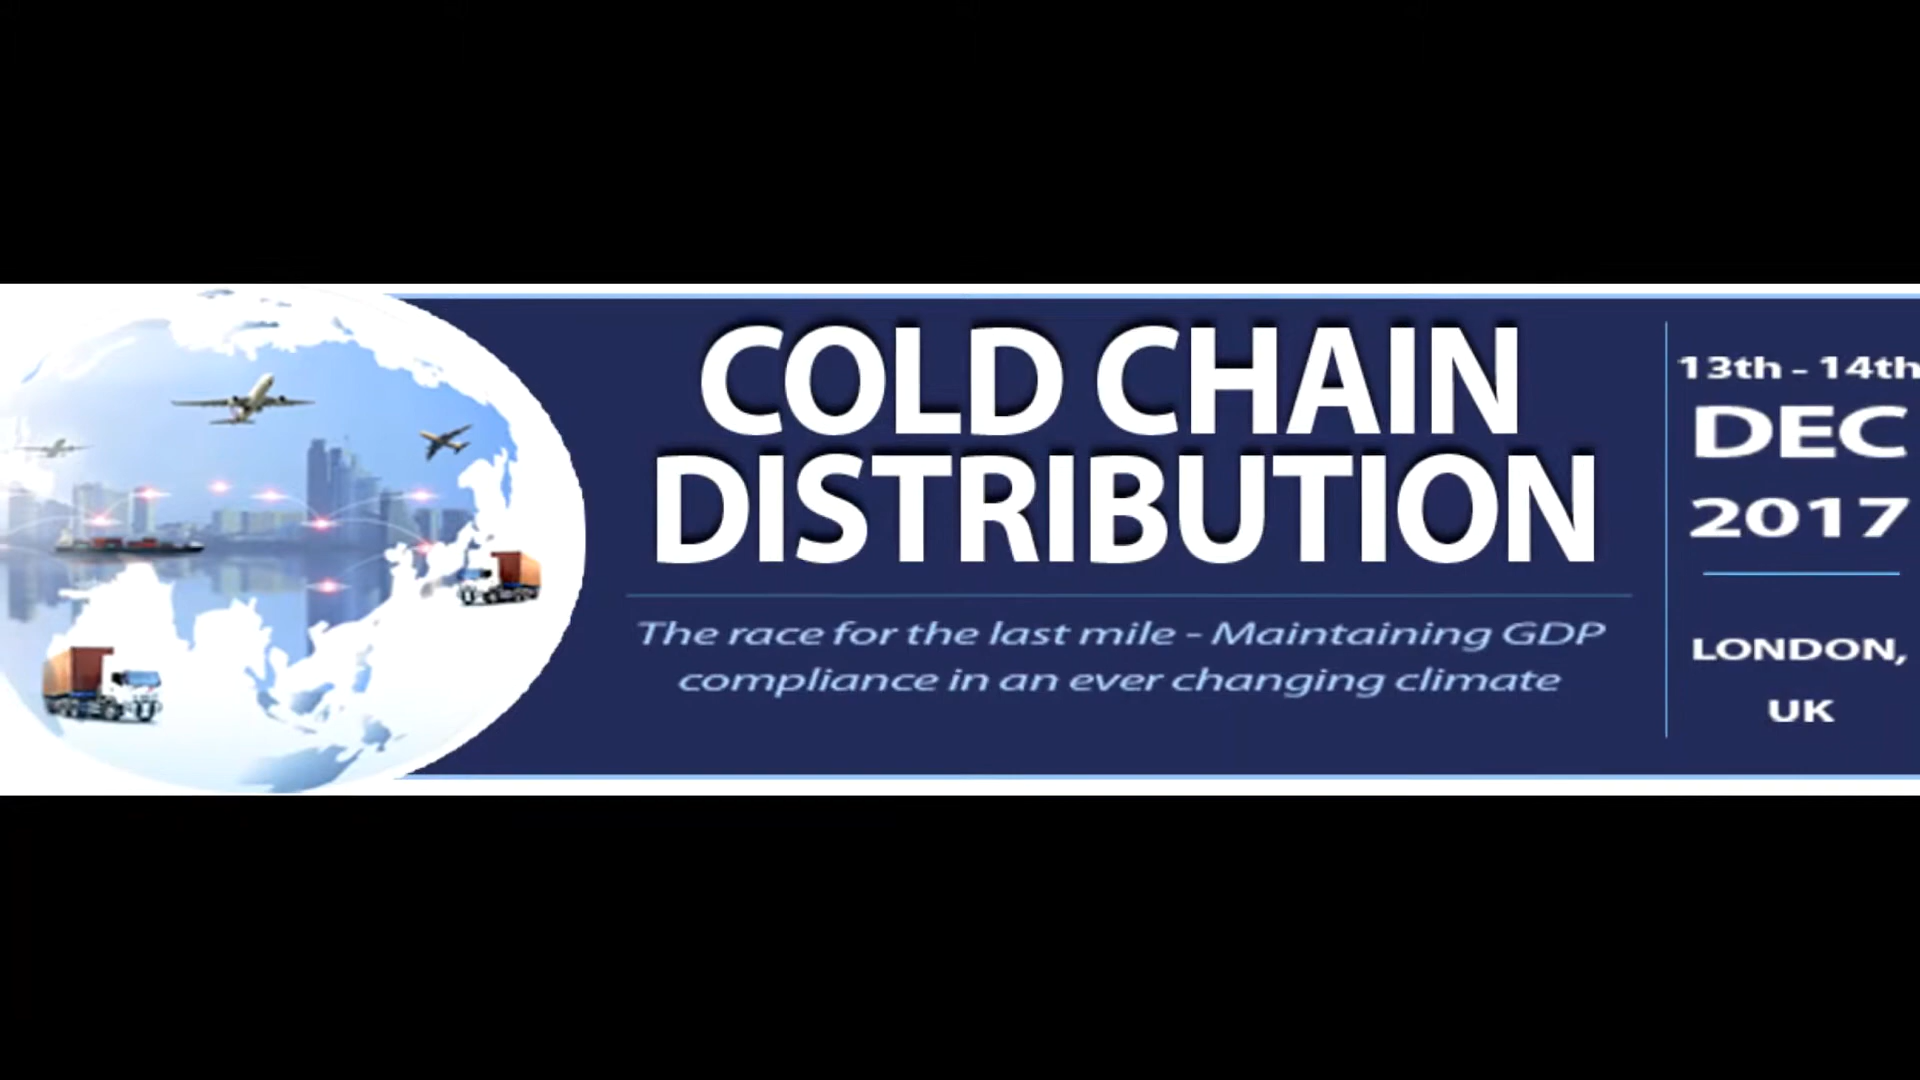 COLD CHAIN
DISTRIBUTION
The race for the last mile - Maintaining GDP
compliance in an ever changing climate
13th - 14th
DEC
2017
LONDON,
UK